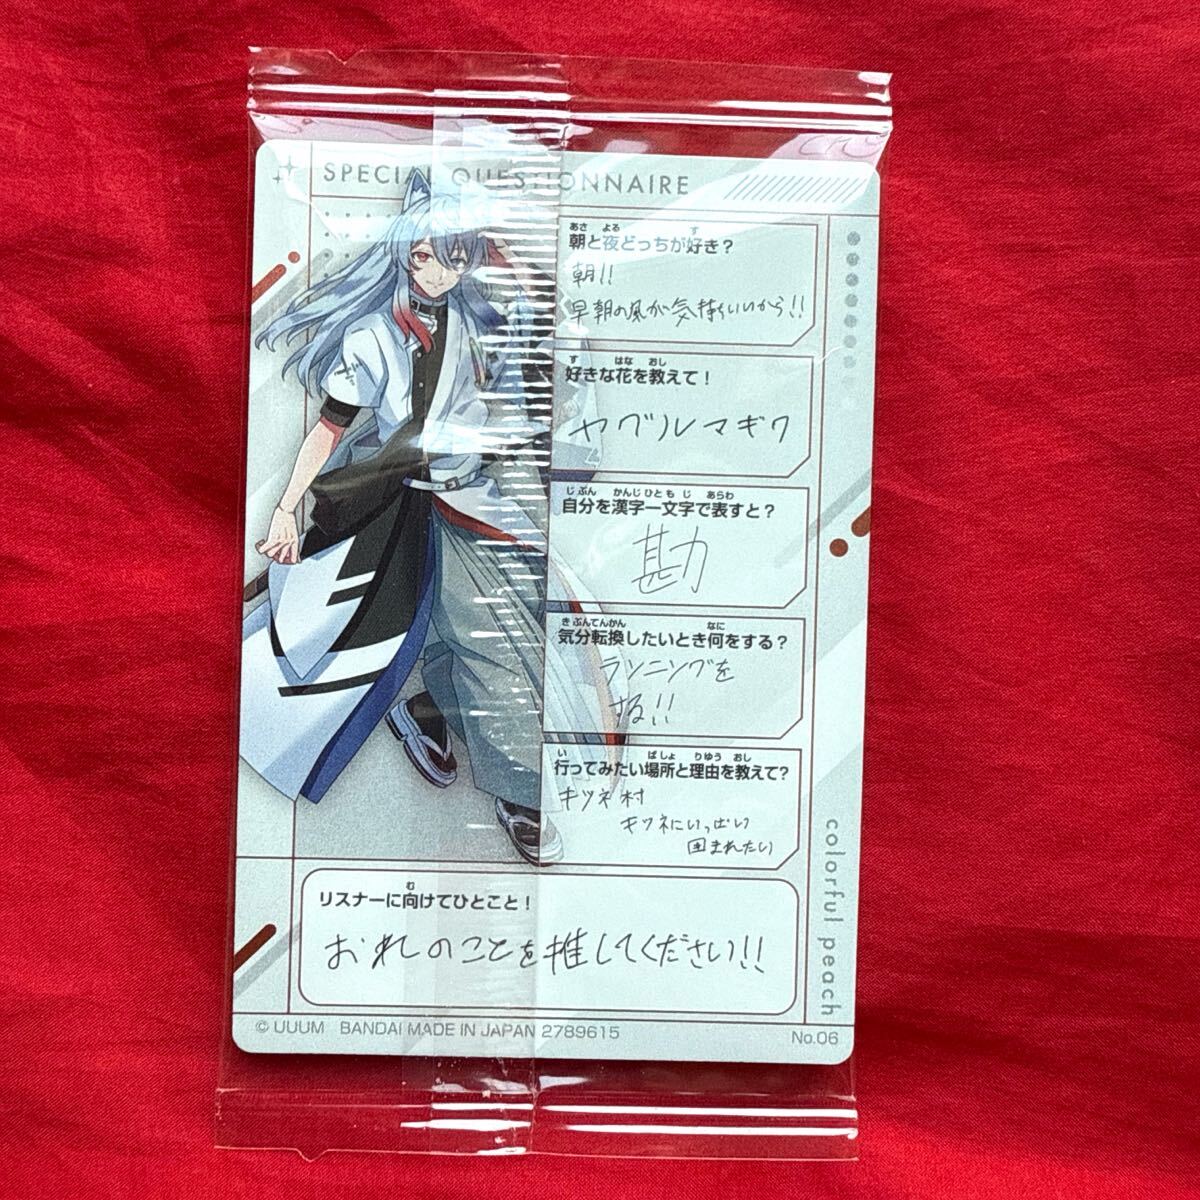 SPECIAL QUESTIONNAIRE
朝と夜どっちが好き？
朝!!
早朝の風が気持ちいいから!!
好きな花を教えて！
ヤグルマギク
自分を漢字一文字で表すと？
勘
気分転換したいとき何をする？
ランニングを
する!!
行ってみたい場所と理由を教えて？
キツネ村
キツネにいっぱい
囲まれたい
リスナーに向けてひとこと！
おれのことを推してください!!
colorful peach
© UUUM BANDAI MADE IN JAPAN 2789615
No.06